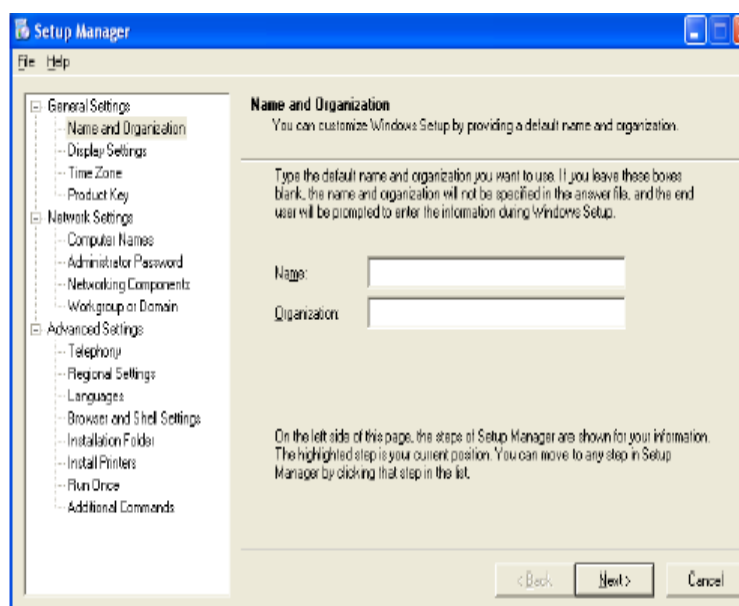 Setup Manager
File Help
General Settings
Name and Organization
Display Settings
Time Zone
Product Key
Network Settings
Computer Names
Administrator Password
Networking Components
Workgroup or Domain
Advanced Settings
Telephony
Regional Settings
Languages
Browser and Shell Settings
Installation Folder
Install Printers
Run Once
Additional Commands
Name and Organization
You can customize Windows Setup by providing a default name and organization.
Type the default name and organization you want to use. If you leave these boxes
blank, the name and organization will not be specified in the answer file, and the end
user will be prompted to enter the information during Windows Setup.
Name:
Organization:
On the left side of this page, the steps of Setup Manager are shown for your information.
The highlighted step is your current position. You can move to any step in Setup
Manager by clicking that step in the list.
< Back Next > Cancel